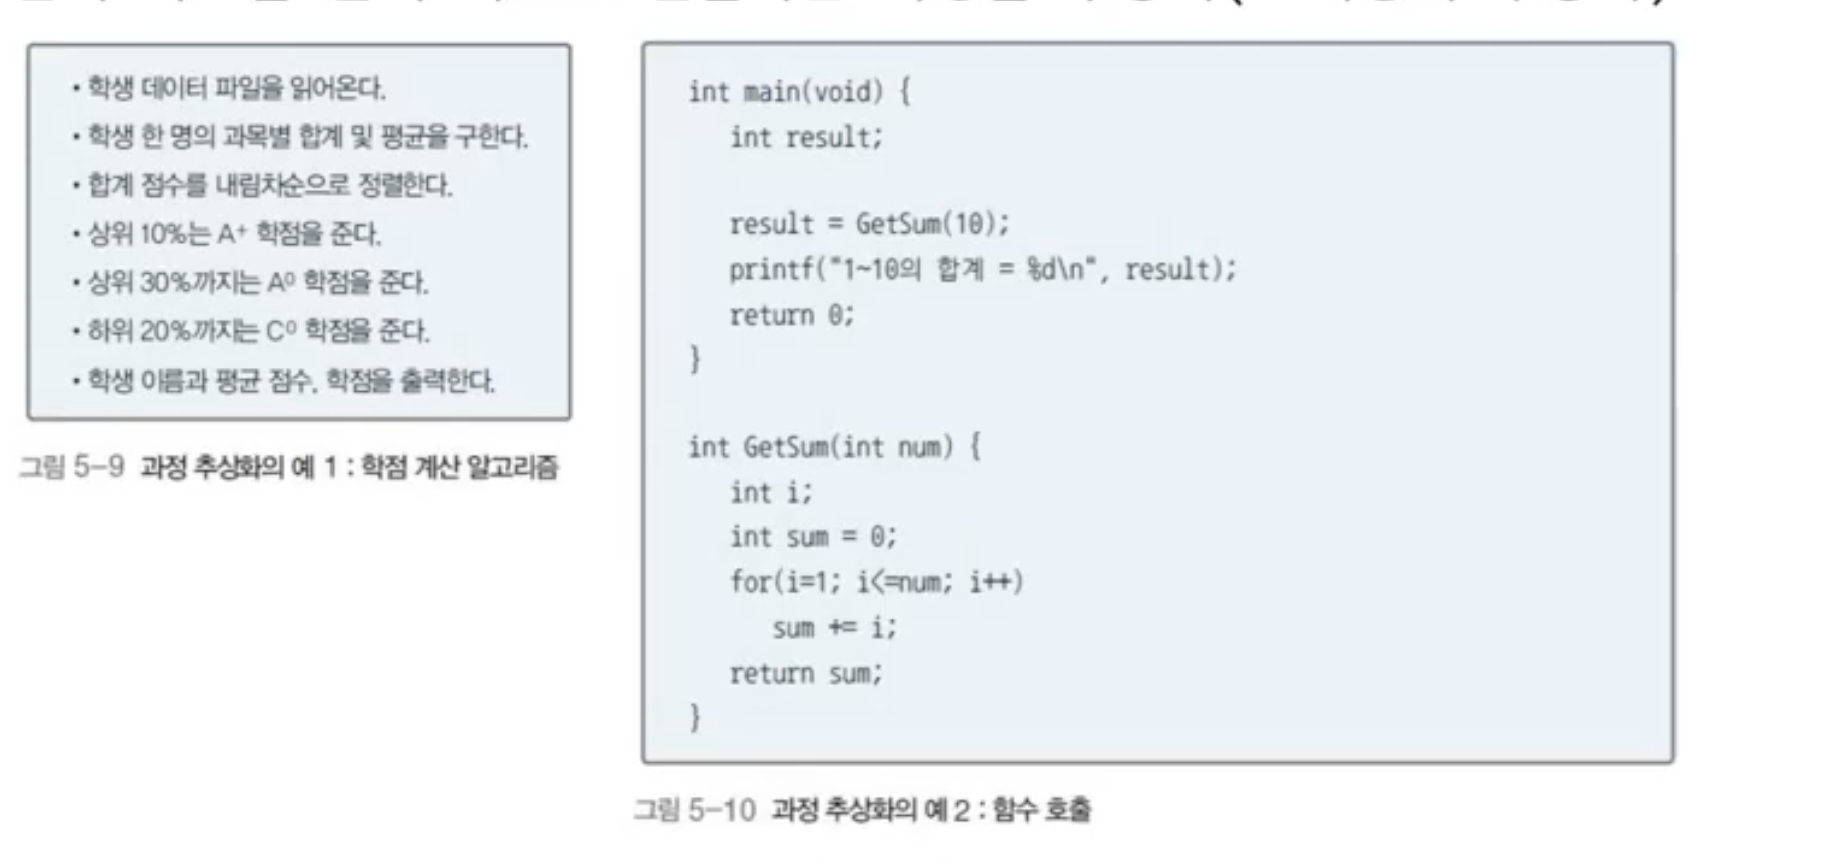 • 학생 데이터 파일을 읽어온다.
• 학생 한 명의 과목별 합계 및 평균을 구한다.
• 합계 점수를 내림차순으로 정렬한다.
• 상위 10%는 A⁺ 학점을 준다.
• 상위 30%까지는 A⁰ 학점을 준다.
• 하위 20%까지는 C⁰ 학점을 준다.
• 학생 이름과 평균 점수, 학점을 출력한다.
그림 5-9 과정 추상화의 예 1 : 학점 계산 알고리즘
int main(void) {
int result;
result = GetSum(10);
printf("1~10의 합계 = %d\n", result);
return 0;
}
int GetSum(int num) {
int i;
int sum = 0;
for(i=1; i<=num; i++)
sum += i;
return sum;
}
그림 5-10 과정 추상화의 예 2 : 함수 호출